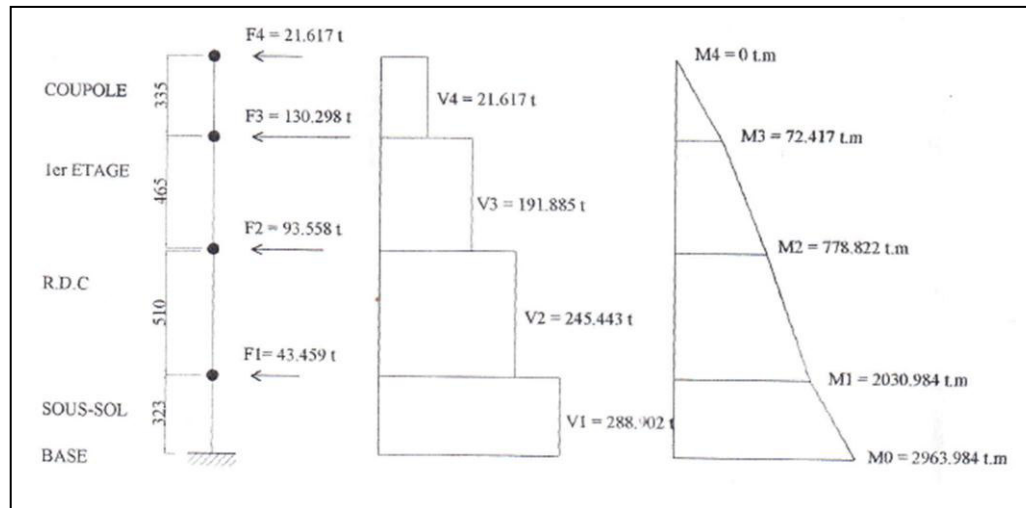 F4 = 21.617 t
M4 = 0 t.m
COUPOLE
335
V4 = 21.617 t
F3 = 130.298 t
M3 = 72.417 t.m
1er ETAGE
465
V3 = 191.885 t
F2 = 93.558 t
M2 = 778.822 t.m
R.D.C
510
V2 = 245.443 t
F1= 43.459 t
M1 = 2030.984 t.m
SOUS-SOL
323
V1 = 288.902 t
BASE
M0 = 2963.984 t.m